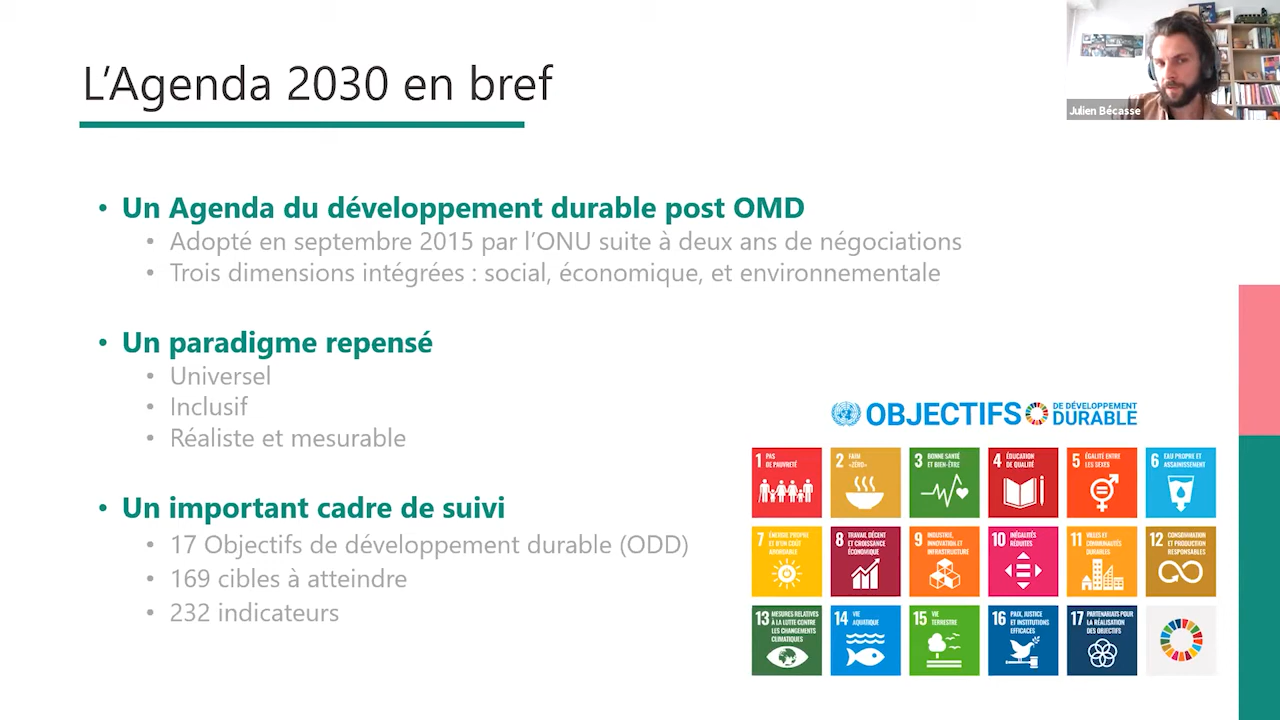 L'Agenda 2030 en bref
Julien Bécasse
• Un Agenda du développement durable post OMD
• Adopté en septembre 2015 par l'ONU suite à deux ans de négociations
• Trois dimensions intégrées : social, économique, et environnementale
• Un paradigme repensé
• Universel
• Inclusif
• Réaliste et mesurable
• Un important cadre de suivi
• 17 Objectifs de développement durable (ODD)
• 169 cibles à atteindre
• 232 indicateurs
OBJECTIFS DE DÉVELOPPEMENT
DURABLE
1 PAS
DE PAUVRETÉ
2 FAIM
«ZÉRO»
3 BONNE SANTÉ
ET BIEN-ÊTRE
4 ÉDUCATION
DE QUALITÉ
5 ÉGALITÉ ENTRE
LES SEXES
6 EAU PROPRE ET
ASSAINISSEMENT
7 ÉNERGIE PROPRE
ET D'UN COÛT
ABORDABLE
8 TRAVAIL DÉCENT
ET CROISSANCE
ÉCONOMIQUE
9 INDUSTRIE,
INNOVATION ET
INFRASTRUCTURE
10 INÉGALITÉS
RÉDUITES
11 VILLES ET
COMMUNAUTÉS
DURABLES
12 CONSOMMATION
ET PRODUCTION
RESPONSABLES
13 MESURES RELATIVES
À LA LUTTE CONTRE
LES CHANGEMENTS
CLIMATIQUES
14 VIE
AQUATIQUE
15 VIE
TERRESTRE
16 PAIX, JUSTICE
ET INSTITUTIONS
EFFICACES
17 PARTENARIATS POUR
LA RÉALISATION
DES OBJECTIFS